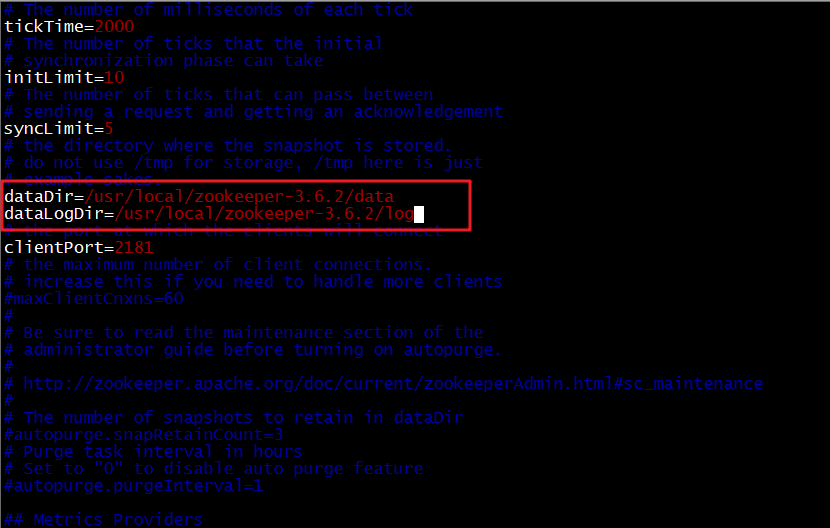 # The number of milliseconds of each tick
tickTime=2000
# The number of ticks that the initial
# synchronization phase can take
initLimit=10
# The number of ticks that can pass between
# sending a request and getting an acknowledgement
syncLimit=5
# the directory where the snapshot is stored.
# do not use /tmp for storage, /tmp here is just
# example sakes.
dataDir=/usr/local/zookeeper-3.6.2/data
dataLogDir=/usr/local/zookeeper-3.6.2/log
# the port at which the clients will connect
clientPort=2181
# the maximum number of client connections.
# increase this if you need to handle more clients
#maxClientCnxns=60
#
# Be sure to read the maintenance section of the
# administrator guide before turning on autopurge.
#
# http://zookeeper.apache.org/doc/current/zookeeperAdmin.html#sc_maintenance
#
# The number of snapshots to retain in dataDir
#autopurge.snapRetainCount=3
# Purge task interval in hours
# Set to "0" to disable auto purge feature
#autopurge.purgeInterval=1

## Metrics Providers